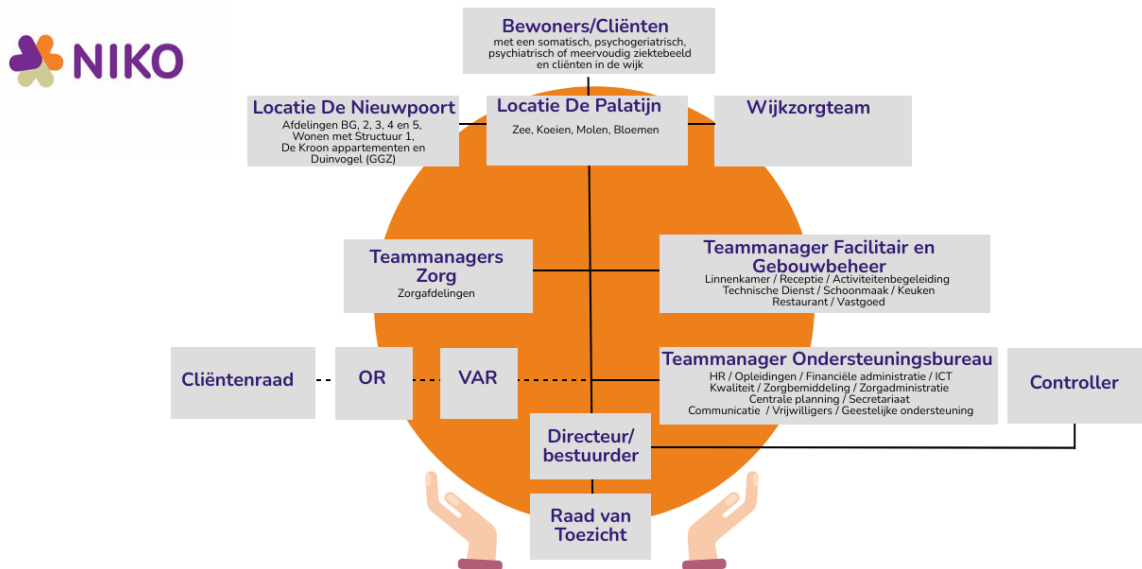 NIKO
Bewoners/Cliënten
met een somatisch, psychogeriatrisch,
psychiatrisch of meervoudig ziektebeeld
en cliënten in de wijk
Locatie De Nieuwpoort
Afdelingen BG, 2, 3, 4 en 5,
Wonen met Structuur 1,
De Kroon appartementen en
Duinvogel (GGZ)
Locatie De Palatijn
Zee, Koeien, Molen, Bloemen
Wijkzorgteam
Teammanagers
Zorg
Zorgafdelingen
Teammanager Facilitair en
Gebouwbeheer
Linnenkamer / Receptie / Activiteitenbegeleiding
Technische Dienst / Schoonmaak / Keuken
Restaurant / Vastgoed
Cliëntenraad
OR
VAR
Teammanager Ondersteuningsbureau
HR / Opleidingen / Financiële administratie / ICT
Kwaliteit / Zorgbemiddeling / Zorgadministratie
Centrale planning / Secretariaat
Communicatie / Vrijwilligers / Geestelijke ondersteuning
Controller
Directeur/
bestuurder
Raad van
Toezicht